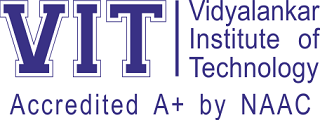 VIT
Vidyalankar
Institute of
Technology
Accredited A+ by NAAC